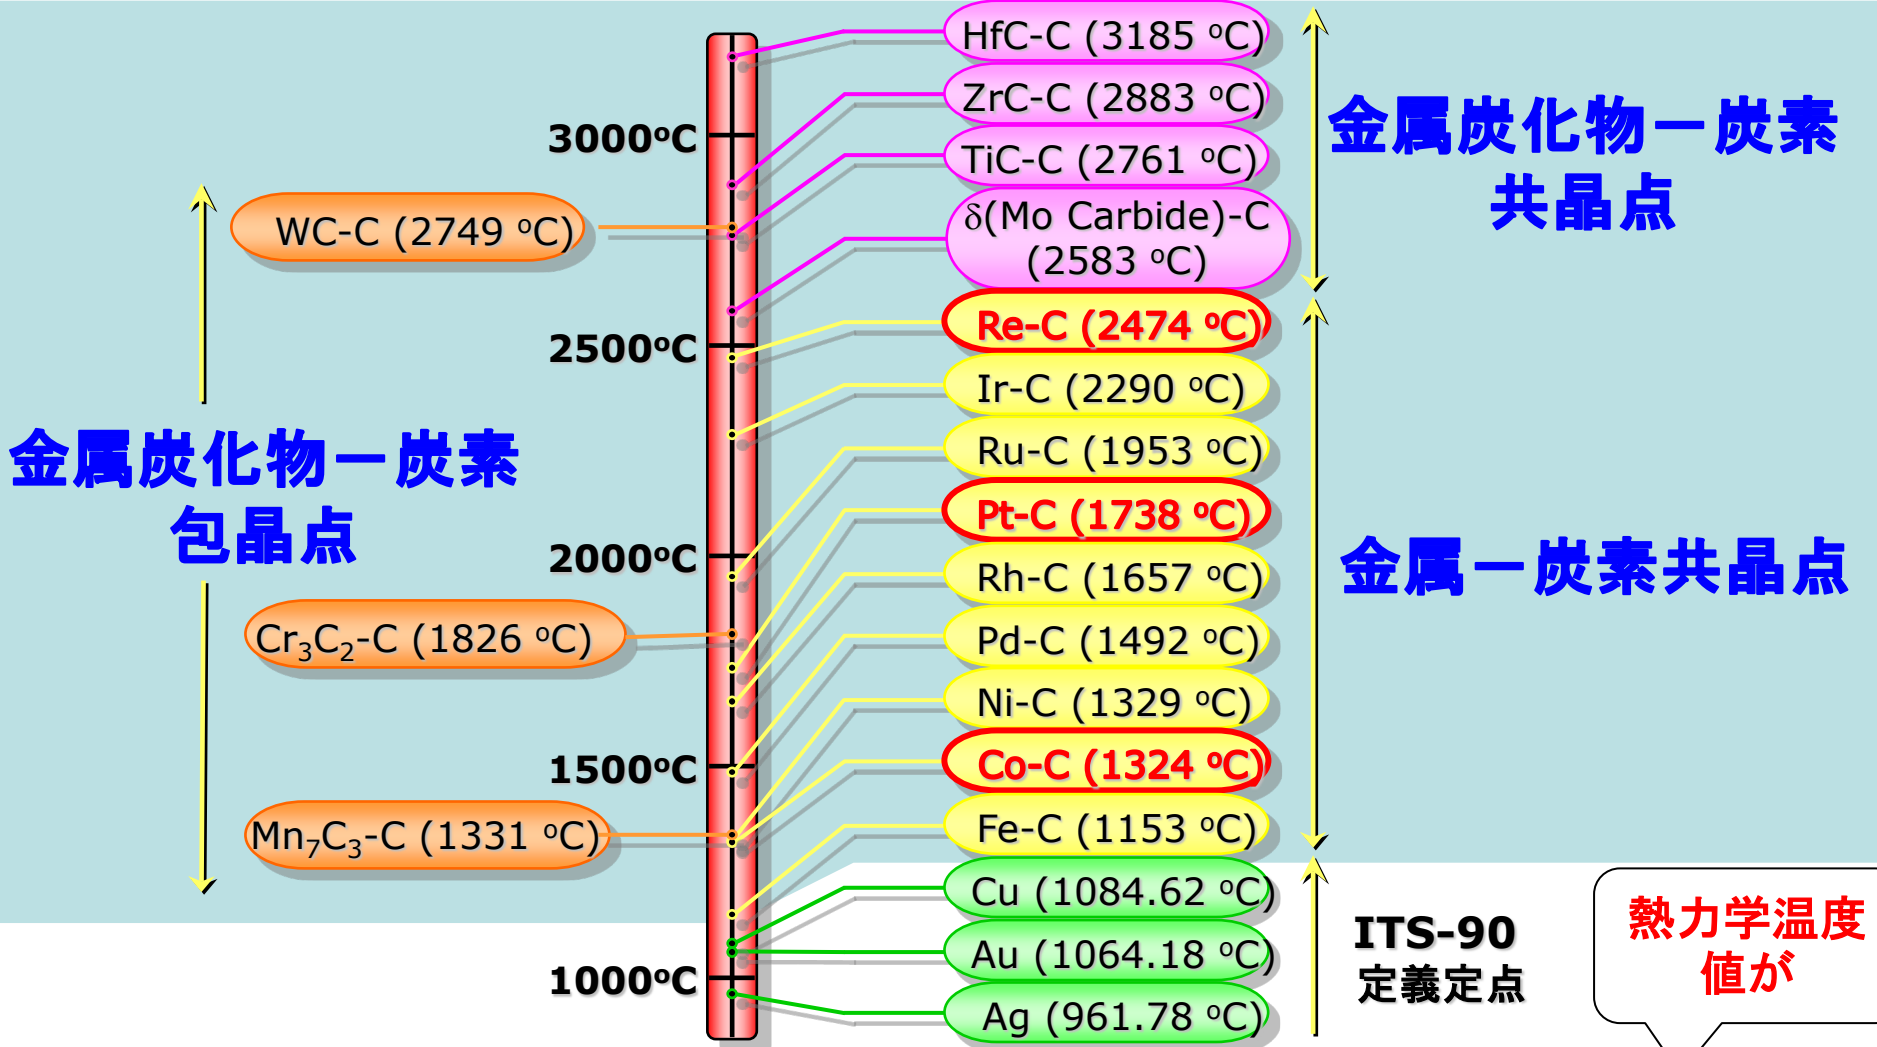 HfC-C (3185 ºC)
ZrC-C (2883 ºC)
TiC-C (2761 ºC)
δ(Mo Carbide)-C
(2583 ºC)
Re-C (2474 ºC)
Ir-C (2290 ºC)
Ru-C (1953 ºC)
Pt-C (1738 ºC)
Rh-C (1657 ºC)
Pd-C (1492 ºC)
Ni-C (1329 ºC)
Co-C (1324 ºC)
Fe-C (1153 ºC)
Cu (1084.62 ºC)
Au (1064.18 ºC)
Ag (961.78 ºC)
3000ºC
2500ºC
2000ºC
1500ºC
1000ºC
WC-C (2749 ºC)
金属炭化物ー炭素
包晶点
Cr₃C₂-C (1826 ºC)
Mn₇C₃-C (1331 ºC)
金属炭化物ー炭素
共晶点
金属ー炭素共晶点
ITS-90
定義定点
熱力学温度
値が